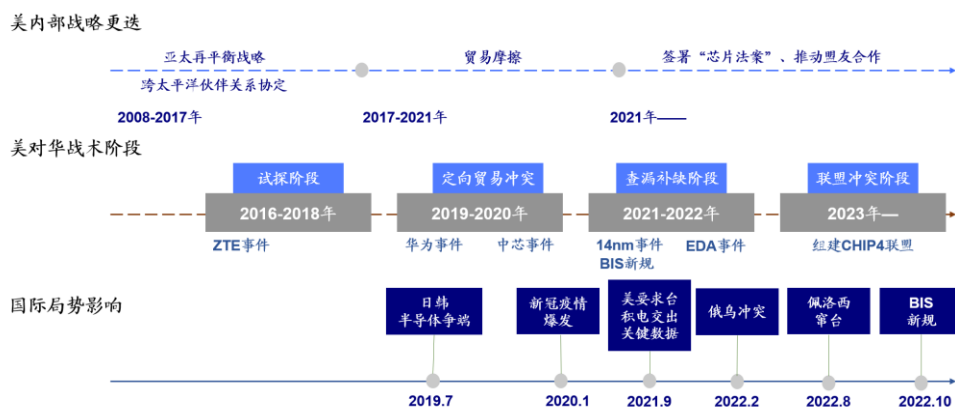 美内部战略更迭
亚太再平衡战略
贸易摩擦
签署“芯片法案”、推动盟友合作
跨太平洋伙伴关系协定
2008-2017年
2017-2021年
2021年——
美对华战术阶段
试探阶段
定向贸易冲突
查漏补缺阶段
联盟冲突阶段
2016-2018年
2019-2020年
2021-2022年
2023年—
ZTE事件
华为事件
中芯事件
14nm事件
BIS新规
EDA事件
组建CHIP4联盟
国际局势影响
日韩
半导体争端
新冠疫情
爆发
美要求台
积电交出
关键数据
俄乌冲突
佩洛西
窜台
BIS
新规
2019.7
2020.1
2021.9
2022.2
2022.8
2022.10